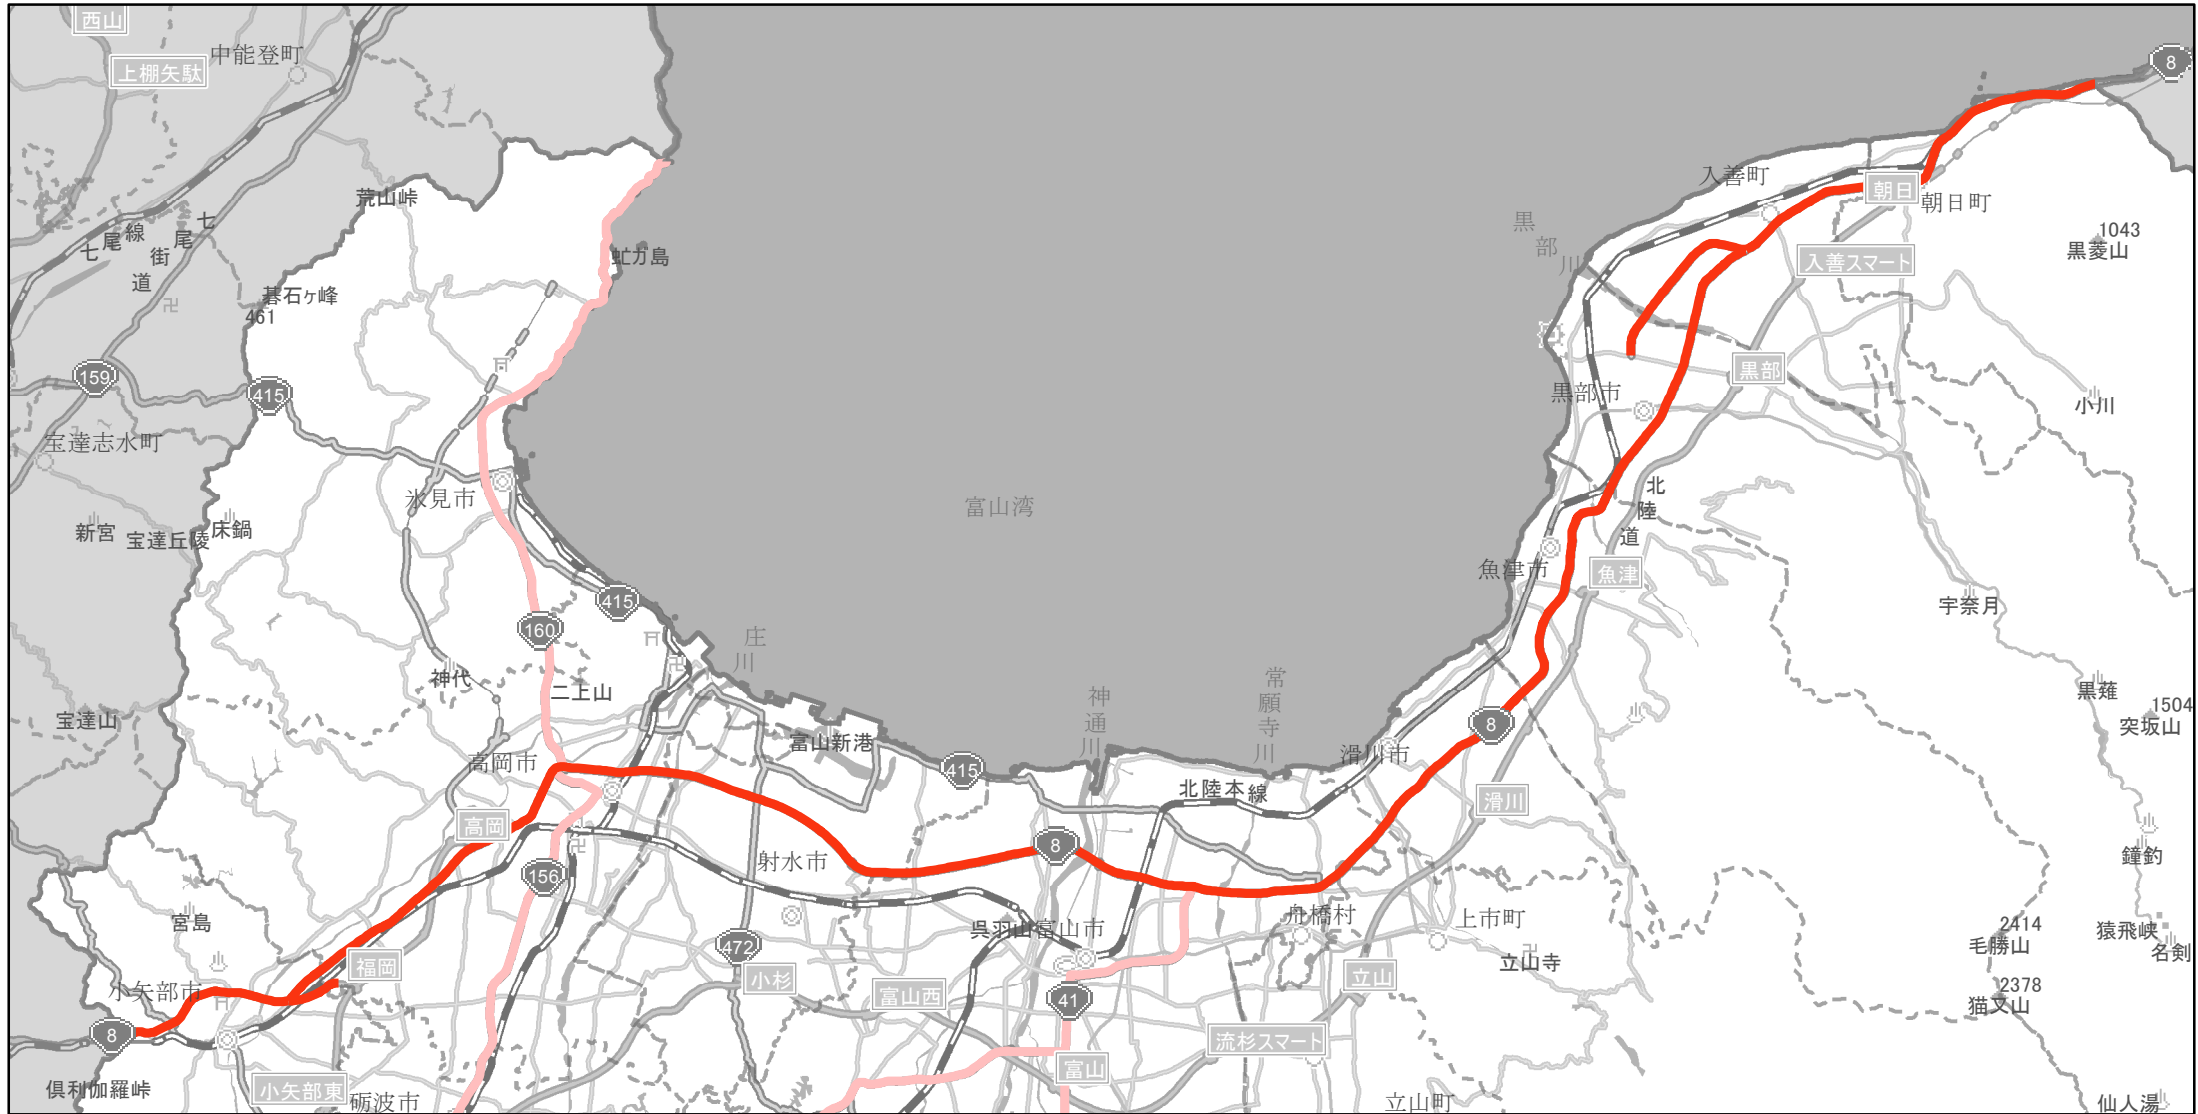 西山
中能登町
上棚矢駄
8
荒山峠
入善町
朝日
朝日町
七尾線
七尾街道
虻カ島
黒部川
1043
黒菱山
入善スマート
碁石ヶ峰
461
159
415
黒部
黒部市
小川
宝達志水町
氷見市
富山湾
北陸道
新宮
宝達丘陵
床鍋
魚津市
魚津
宇奈月
415
160
庄川
神代
二上山
神通川
常願寺川
黒薙
1504
突坂山
宝達山
8
富山新港
高岡市
415
滑川市
北陸本線
滑川
高岡
8
射水市
鐘釣
156
宮島
呉羽山
富山市
舟橋村
上市町
2414
毛勝山
猿飛峡
名剣
472
福岡
小杉
立山
立山寺
小矢部市
富山西
41
2378
猫又山
8
流杉スマート
富山
倶利伽羅峠
小矢部東
砺波市
立山町
仙人湯